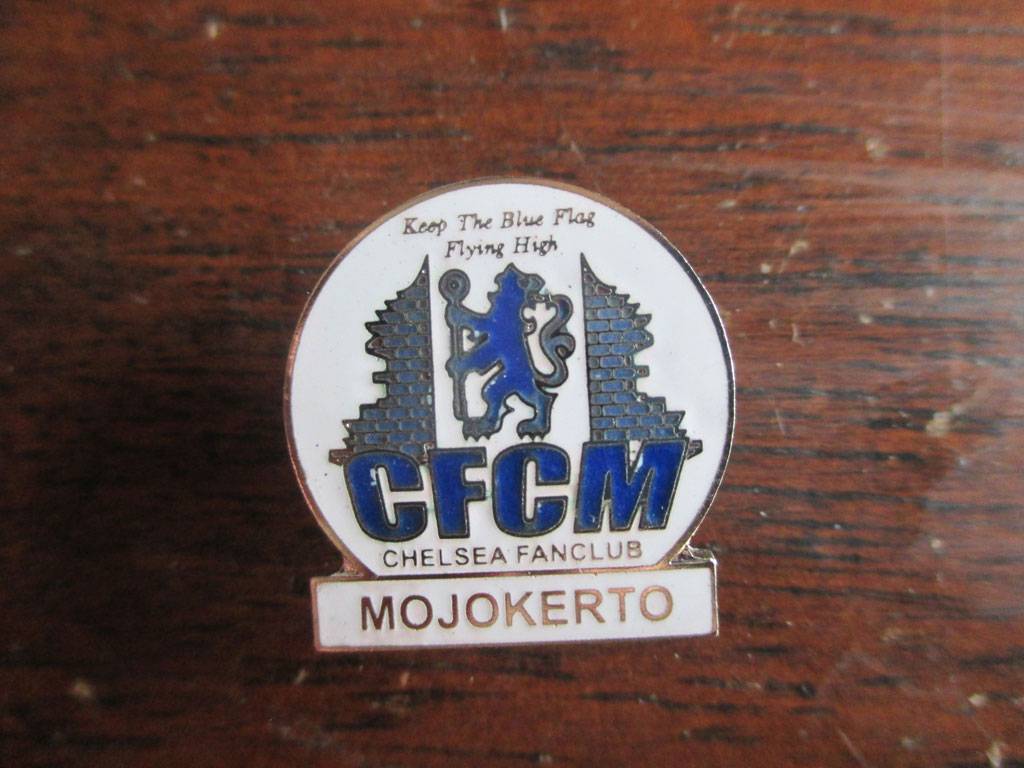 Keep The Blue Flag
Flying High
CFCM
CHELSEA FANCLUB
MOJOKERTO